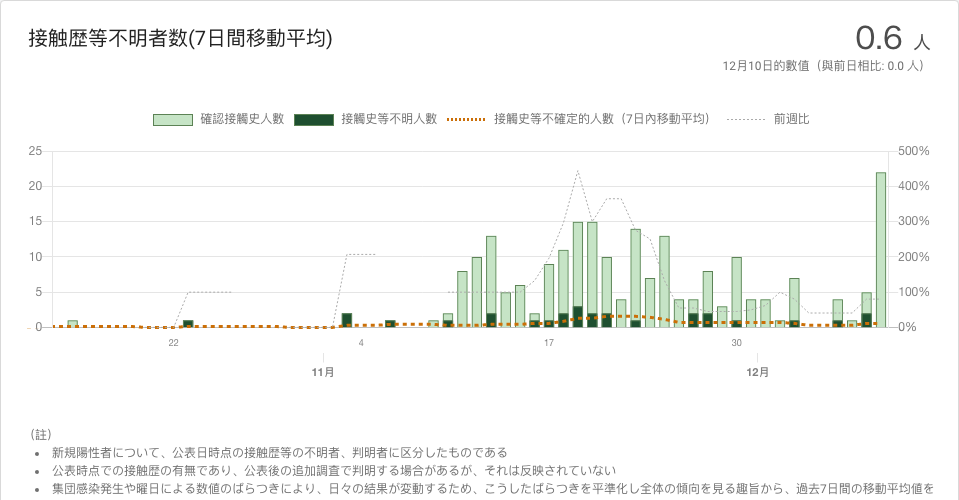 接触歴等不明者数(7日間移動平均)
0.6 人
12月10日的數值（與前日相比: 0.0 人）
確認接觸史人數 接觸史等不明人數 接觸史等不確定的人數（7日內移動平均） 前週比
25 500%
20 400%
15 300%
10 200%
5 100%
0 0%
22 4 17 30
11月 12月
（註）
• 新規陽性者について、公表日時点の接触歴等の不明者、判明者に区分したものである
• 公表時点での接触歴の有無であり、公表後の追加調査で判明する場合があるが、それは反映されていない
• 集団感染発生や曜日による数値のばらつきにより、日々の結果が変動するため、こうしたばらつきを平準化し全体の傾向を見る趣旨から、過去7日間の移動平均値を